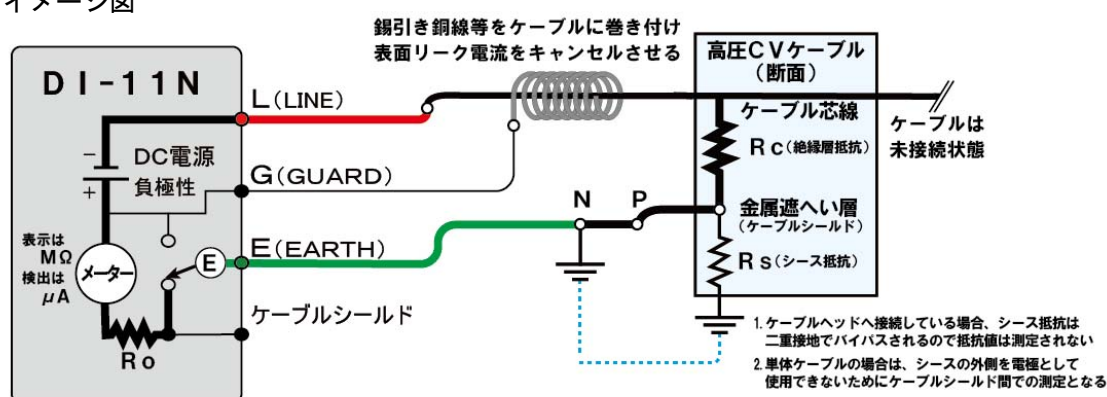 イメージ図
錫引き銅線等をケーブルに巻き付け
表面リーク電流をキャンセルさせる
高圧CVケーブル
(断面)
DI-11N
L(LINE)
ケーブル芯線
ケーブルは
未接続状態
Rc(絶縁層抵抗)
−
+
DC電源
負極性
G(GUARD)
N
P
金属遮へい層
(ケーブルシールド)
表示は
MΩ
検出は
μA
メーター
E
E(EARTH)
Rs(シース抵抗)
ケーブルシールド
Ro
1.ケーブルヘッドへ接続している場合、シース抵抗は
二重接地でバイパスされるので抵抗値は測定されない
2.単体ケーブルの場合は、シースの外側を電極として
使用できないためにケーブルシールド間での測定となる